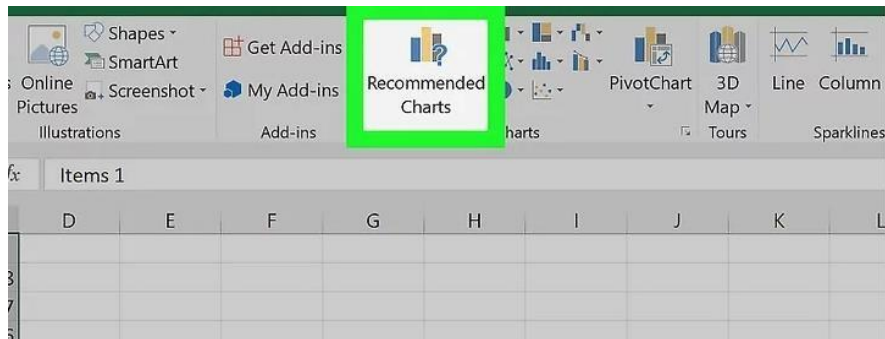 Shapes
SmartArt
Screenshot
Online
Pictures
Illustrations
Get Add-ins
My Add-ins
Add-ins
Recommended
Charts
PivotChart
3D
Map
Tours
Line
Column
Sparklines
fx
Items 1
D E F G H I J K